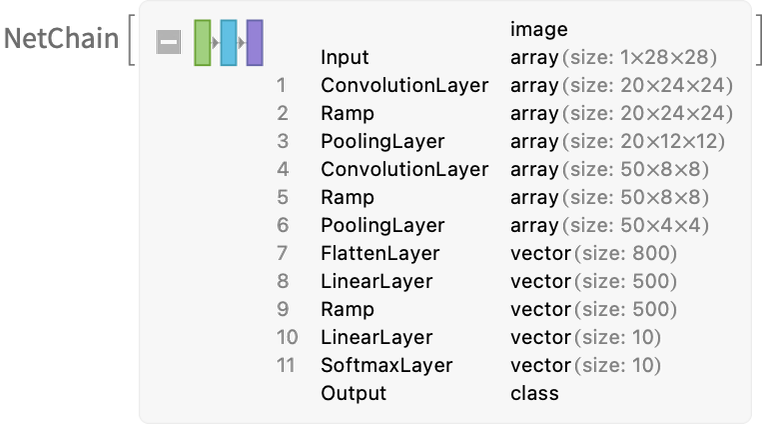 NetChain [
image
Input array (size: 1×28×28)
1 ConvolutionLayer array (size: 20×24×24)
2 Ramp array (size: 20×24×24)
3 PoolingLayer array (size: 20×12×12)
4 ConvolutionLayer array (size: 50×8×8)
5 Ramp array (size: 50×8×8)
6 PoolingLayer array (size: 50×4×4)
7 FlattenLayer vector (size: 800)
8 LinearLayer vector (size: 500)
9 Ramp vector (size: 500)
10 LinearLayer vector (size: 10)
11 SoftmaxLayer vector (size: 10)
Output class
]